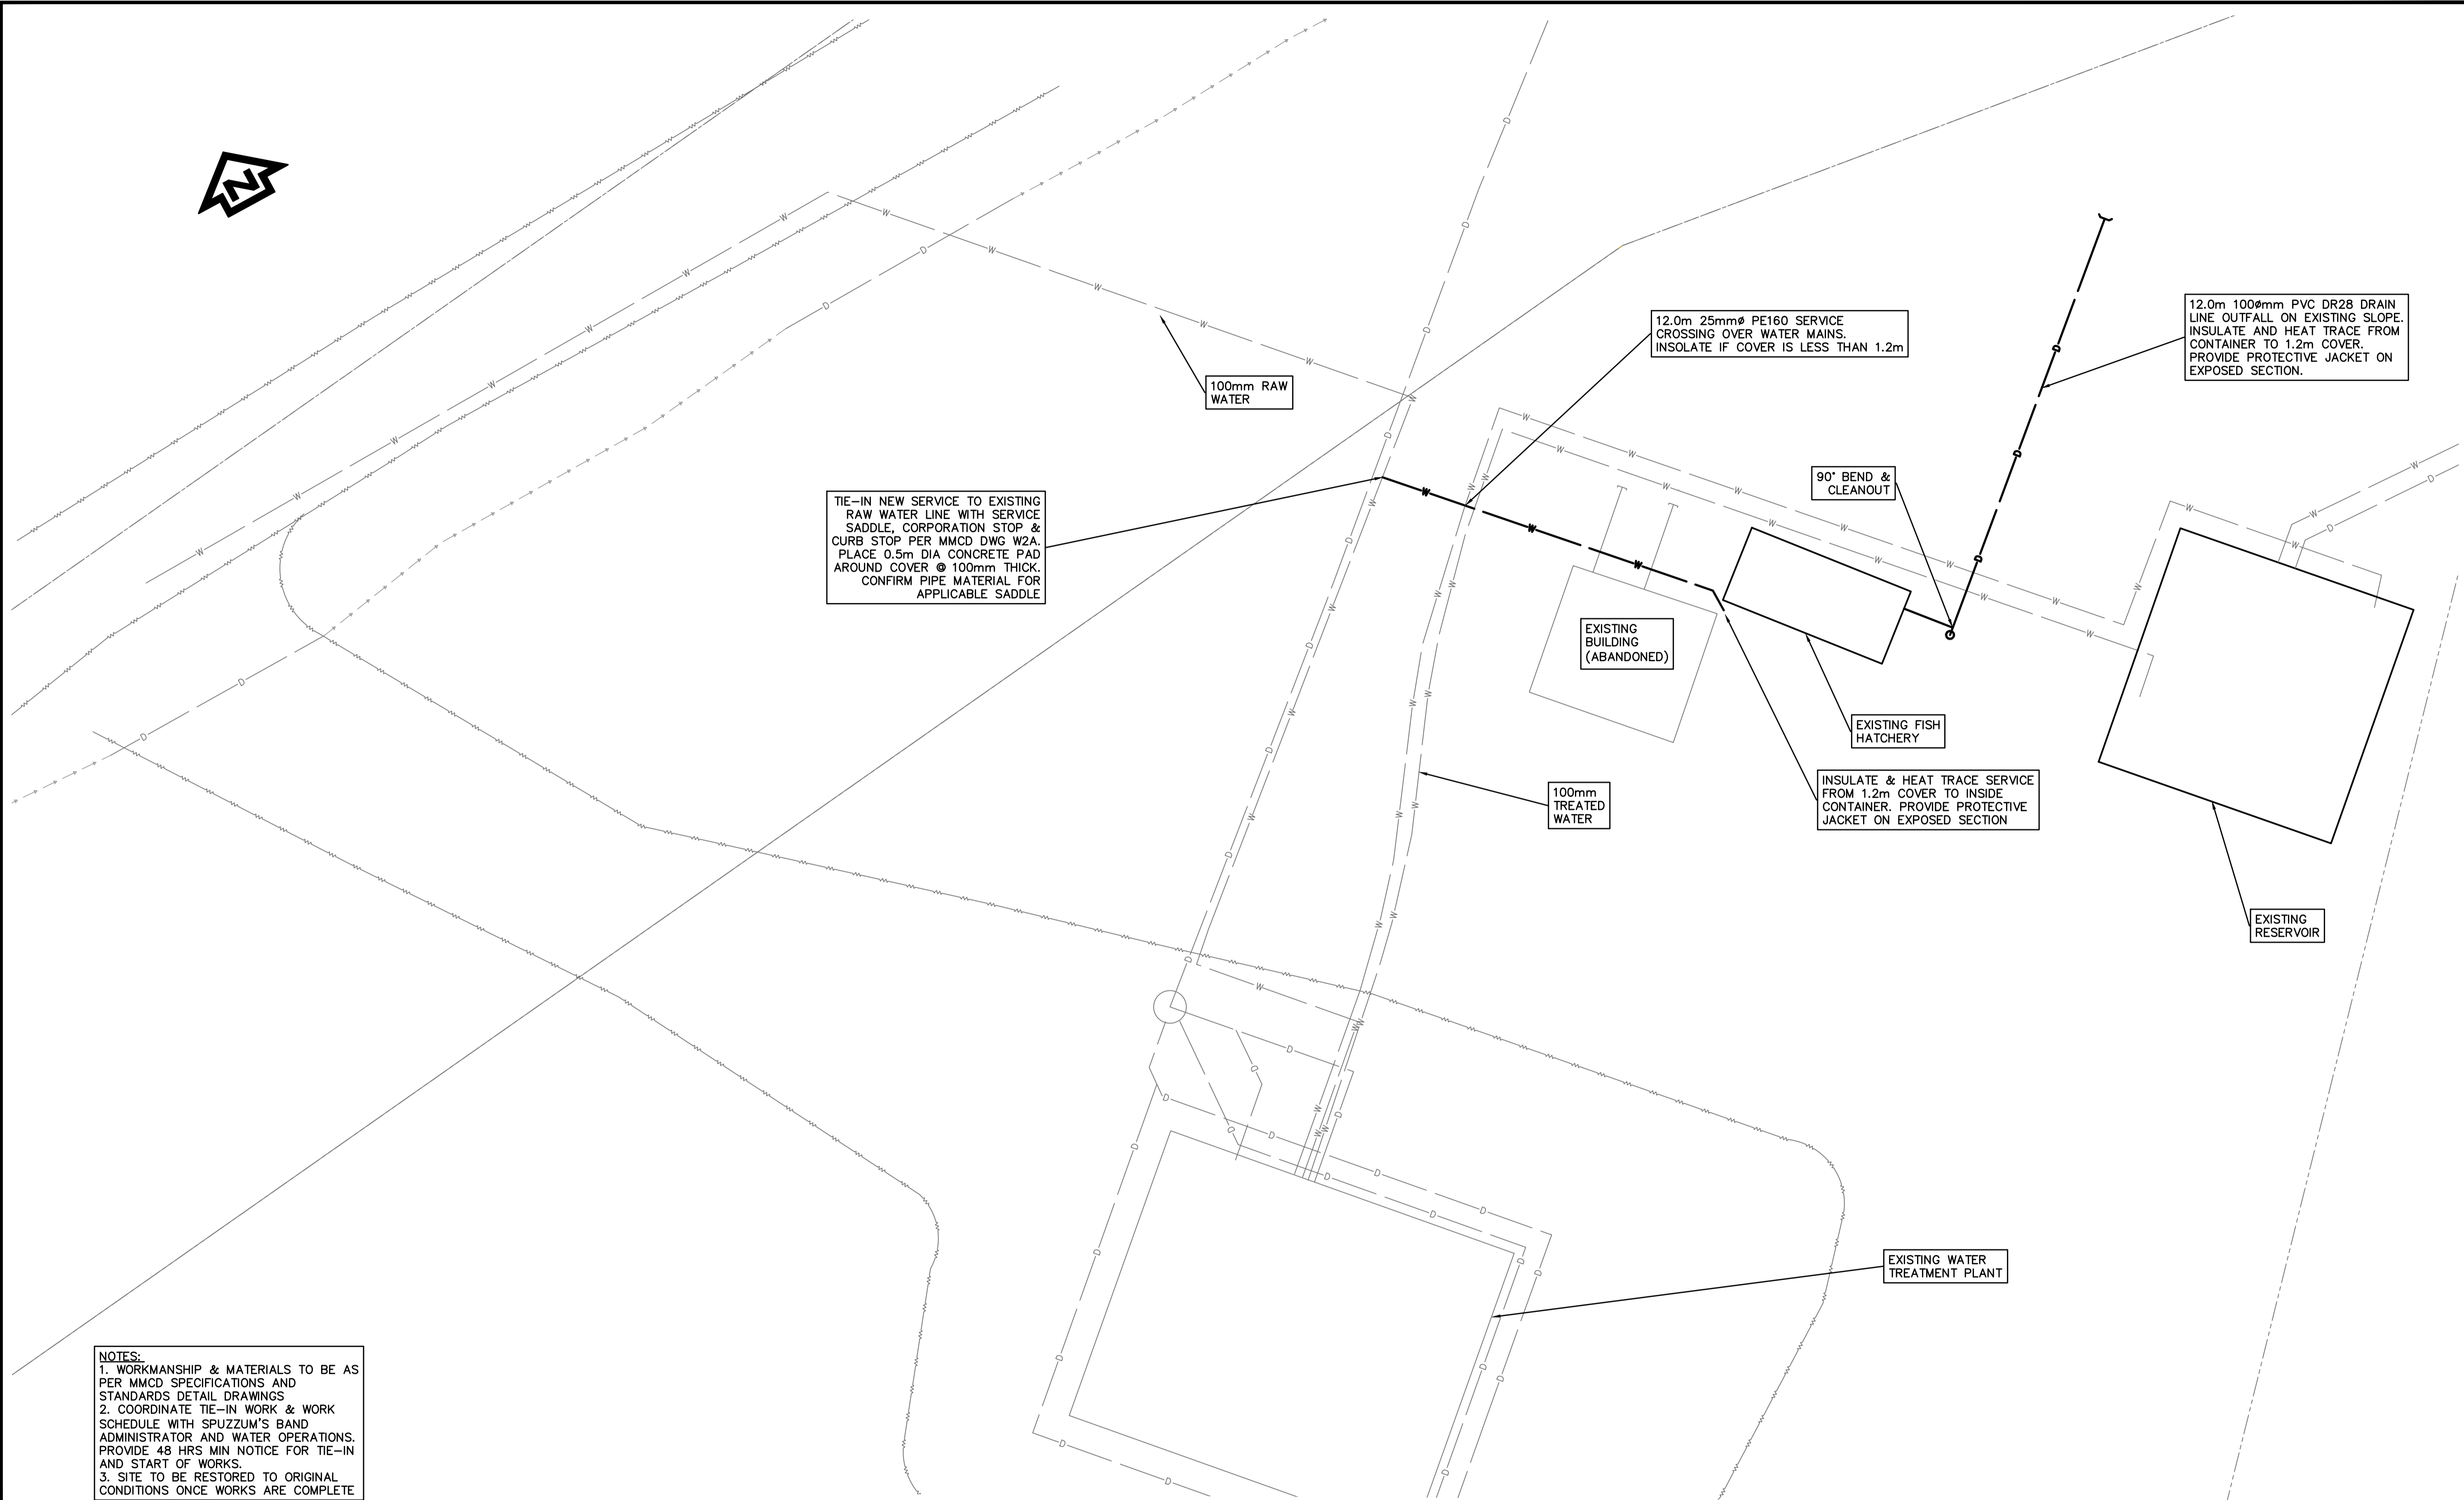 N
12.0m 25mmø PE160 SERVICE
CROSSING OVER WATER MAINS.
INSOLATE IF COVER IS LESS THAN 1.2m
12.0m 100ømm PVC DR28 DRAIN
LINE OUTFALL ON EXISTING SLOPE.
INSULATE AND HEAT TRACE FROM
CONTAINER TO 1.2m COVER.
PROVIDE PROTECTIVE JACKET ON
EXPOSED SECTION.
100mm RAW
WATER
90° BEND &
CLEANOUT
TIE-IN NEW SERVICE TO EXISTING
RAW WATER LINE WITH SERVICE
SADDLE, CORPORATION STOP &
CURB STOP PER MMCD DWG W2A.
PLACE 0.5m DIA CONCRETE PAD
AROUND COVER @ 100mm THICK.
CONFIRM PIPE MATERIAL FOR
APPLICABLE SADDLE
EXISTING
BUILDING
(ABANDONED)
EXISTING FISH
HATCHERY
100mm
TREATED
WATER
INSULATE & HEAT TRACE SERVICE
FROM 1.2m COVER TO INSIDE
CONTAINER. PROVIDE PROTECTIVE
JACKET ON EXPOSED SECTION
EXISTING
RESERVOIR
EXISTING WATER
TREATMENT PLANT
NOTES:
1. WORKMANSHIP & MATERIALS TO BE AS
PER MMCD SPECIFICATIONS AND
STANDARDS DETAIL DRAWINGS
2. COORDINATE TIE-IN WORK & WORK
SCHEDULE WITH SPUZZUM'S BAND
ADMINISTRATOR AND WATER OPERATIONS.
PROVIDE 48 HRS MIN NOTICE FOR TIE-IN
AND START OF WORKS.
3. SITE TO BE RESTORED TO ORIGINAL
CONDITIONS ONCE WORKS ARE COMPLETE